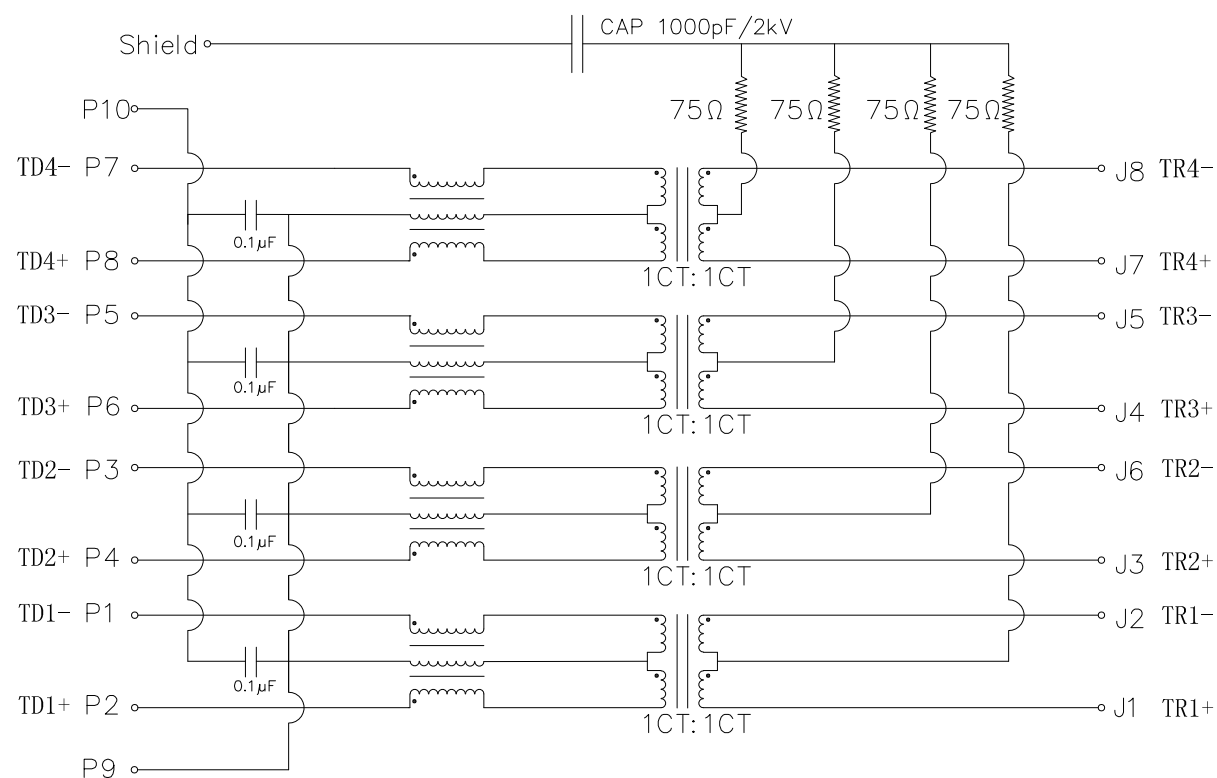 CAP 1000pF/2kV
Shield
P10
75Ω 75Ω 75Ω 75Ω
TD4- P7
J8 TR4-
0.1µF
TD4+ P8
J7 TR4+
1CT:1CT
TD3- P5
J5 TR3-
0.1µF
TD3+ P6
J4 TR3+
1CT:1CT
TD2- P3
J6 TR2-
0.1µF
TD2+ P4
J3 TR2+
1CT:1CT
TD1- P1
J2 TR1-
0.1µF
TD1+ P2
J1 TR1+
1CT:1CT
P9